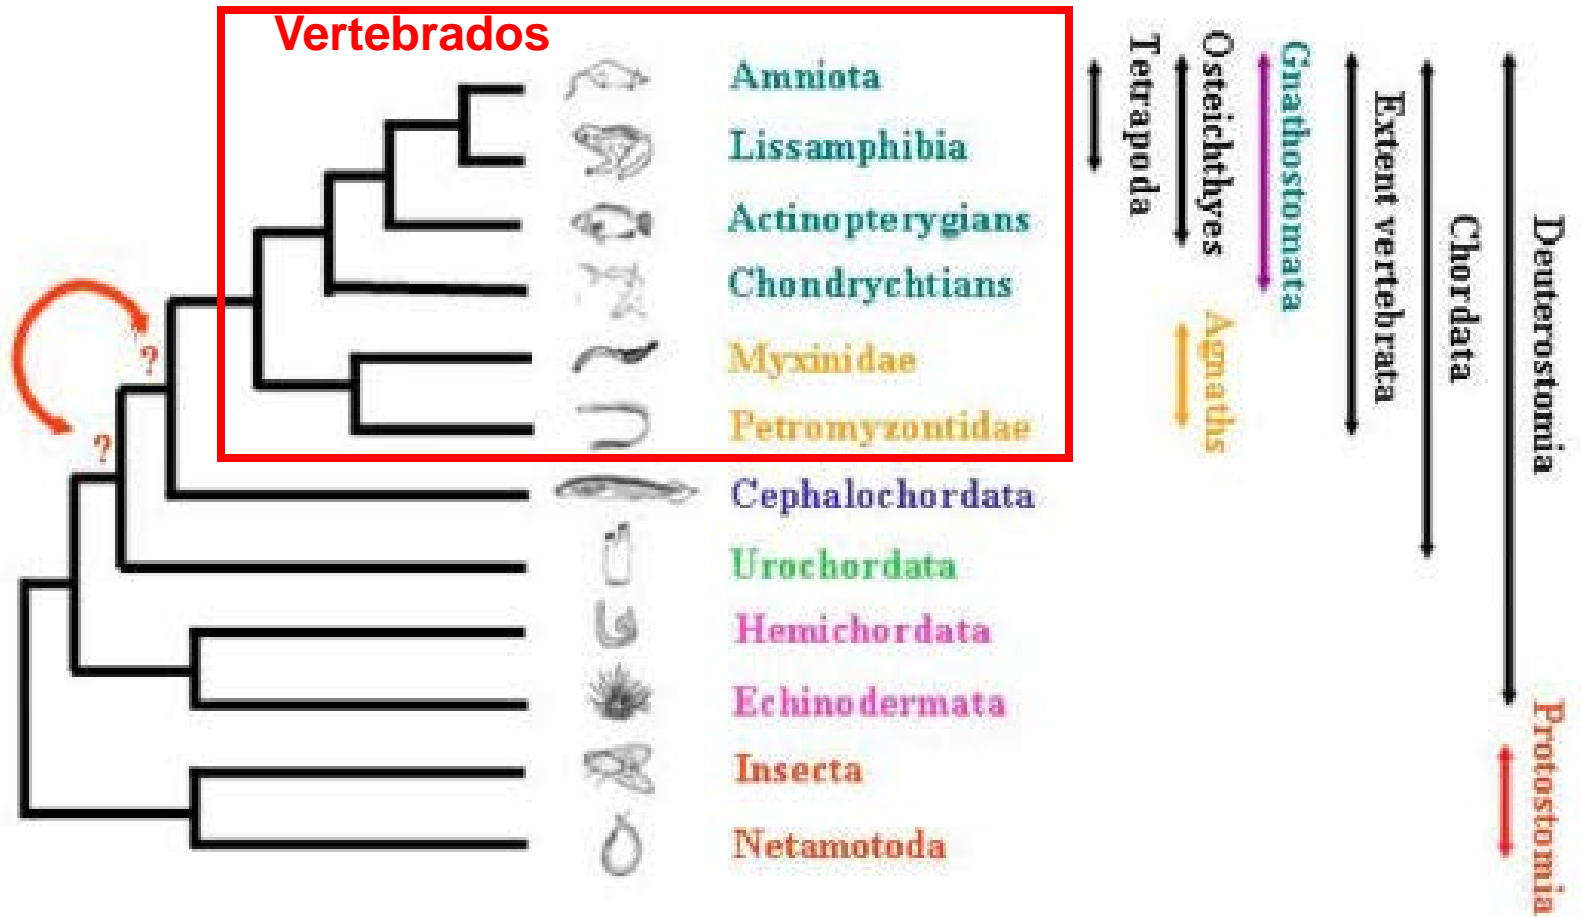 Vertebrados
Amniota
Lissamphibia
Actinopterygians
Chondrychtians
Myxinidae
Petromyzontidae
Cephalochordata
Urochordata
Hemichordata
Echinodermata
Insecta
Netamotoda
?
?
Tetrapoda
Osteichthyes
Agnaths
Gnathostomata
Extent vertebrata
Chordata
Deuterostomia
Protostomia